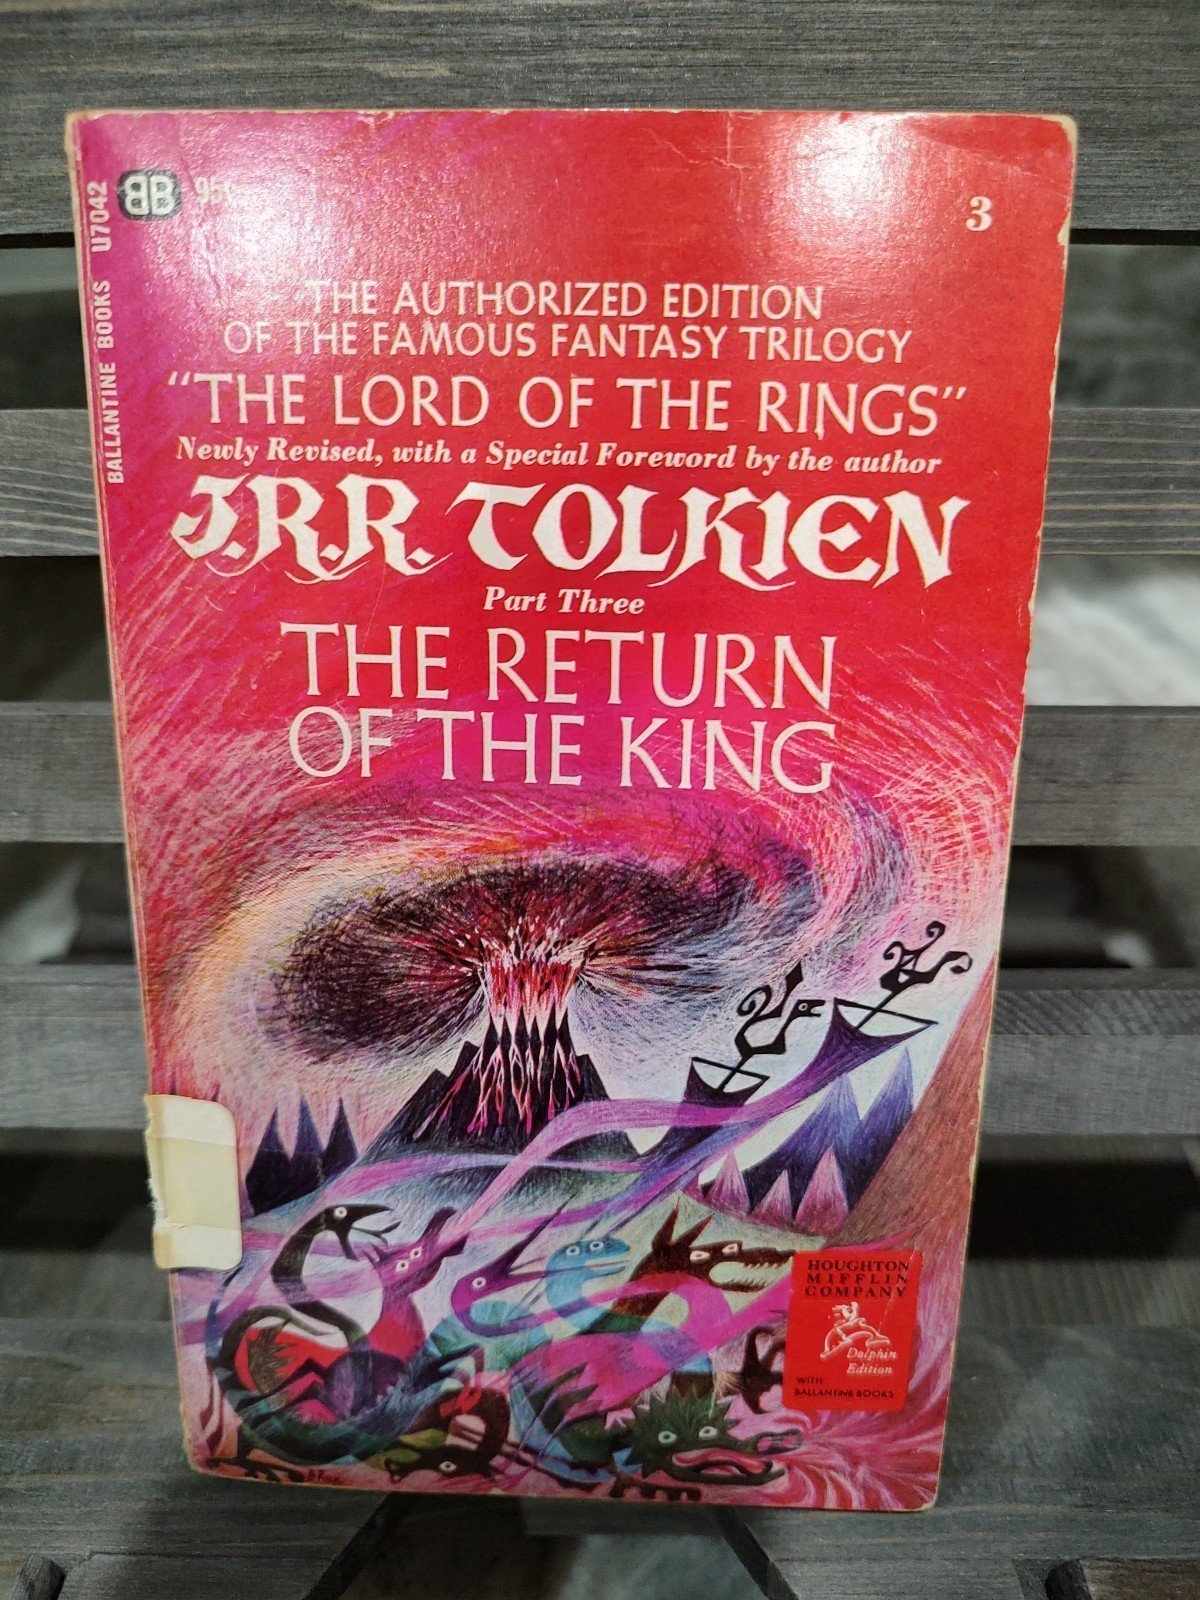 BALLANTINE BOOKS U7042
BB 95¢
3
THE AUTHORIZED EDITION
OF THE FAMOUS FANTASY TRILOGY
"THE LORD OF THE RINGS"
Newly Revised, with a Special Foreword by the author
J.R.R. TOLKIEN
Part Three
THE RETURN
OF THE KING
HOUGHTON
MIFFLIN
COMPANY
Dolphin
Edition
WITH
BALLANTINE BOOKS